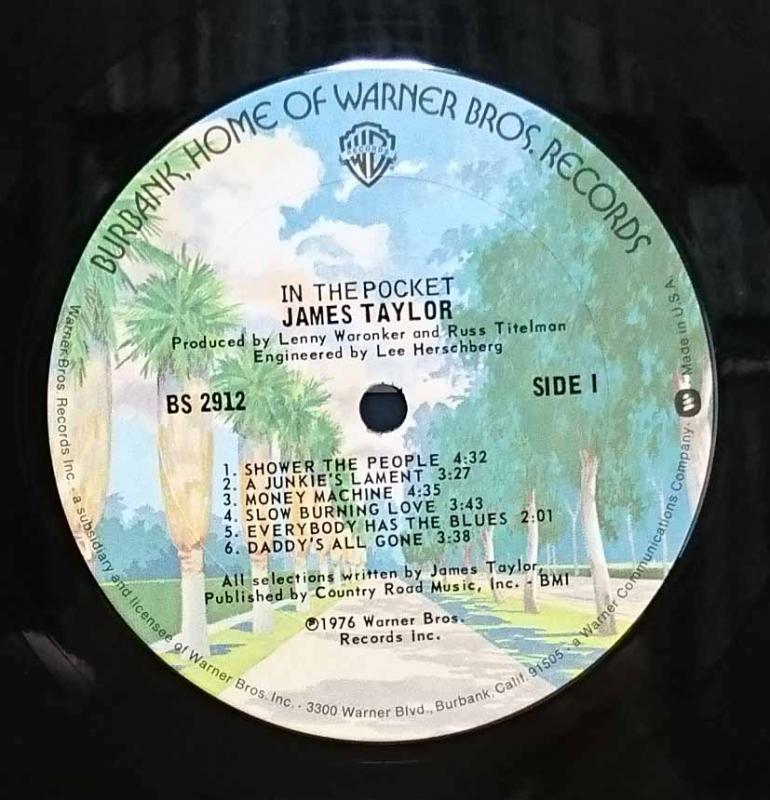 BURBANK, HOME OF WARNER BROS. RECORDS
WB
RECORDS
IN THE POCKET
JAMES TAYLOR
Produced by Lenny Waronker and Russ Titelman
Engineered by Lee Herschberg
BS 2912
SIDE 1
1. SHOWER THE PEOPLE 4:32
2. A JUNKIE'S LAMENT 3:27
3. MONEY MACHINE 4:35
4. SLOW BURNING LOVE 3:43
5. EVERYBODY HAS THE BLUES 2:01
6. DADDY'S ALL GONE 3:38
All selections written by James Taylor,
Published by Country Road Music, Inc. - BMI
℗1976 Warner Bros.
Records Inc.
Warner Bros. Records Inc. · a subsidiary and licensee of Warner Bros. Inc. · 3300 Warner Blvd., Burbank, Calif. 91505 · a Warner Communications Company. Made in U.S.A.